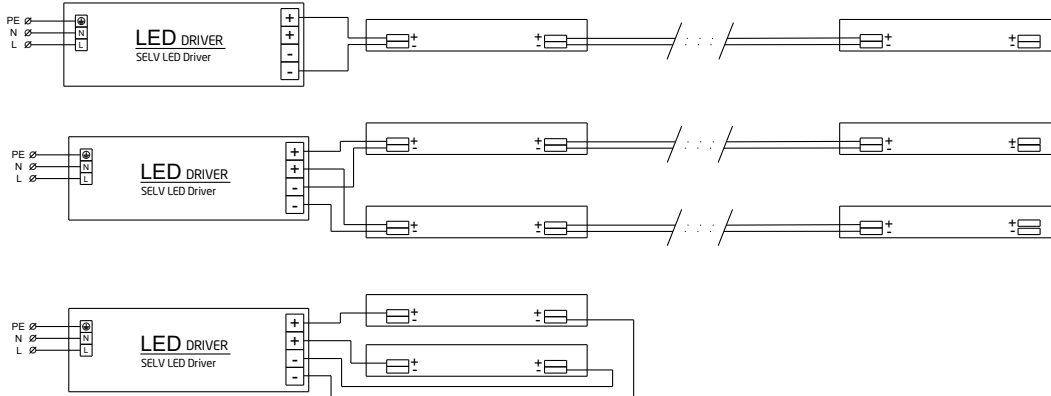 PE
N
L
N
L
LED DRIVER
SELV LED Driver
+
+
-
-
+
-
+
-
+
-
+
-
PE
N
L
N
L
LED DRIVER
SELV LED Driver
+
+
-
-
+
-
+
-
+
-
+
-
+
-
+
-
+
-
+
-
PE
N
L
N
L
LED DRIVER
SELV LED Driver
+
+
-
-
+
-
+
-
+
-
+
-